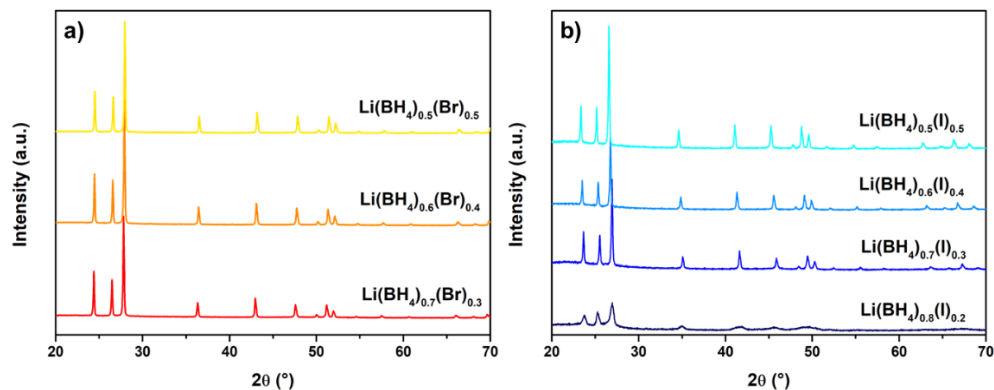 a)
Intensity (a.u.)
Li(BH₄)₀.₅(Br)₀.₅
Li(BH₄)₀.₆(Br)₀.₄
Li(BH₄)₀.₇(Br)₀.₃
20 30 40 50 60 70
2θ (°)
b)
Intensity (a.u.)
Li(BH₄)₀.₅(I)₀.₅
Li(BH₄)₀.₆(I)₀.₄
Li(BH₄)₀.₇(I)₀.₃
Li(BH₄)₀.₈(I)₀.₂
20 30 40 50 60 70
2θ (°)